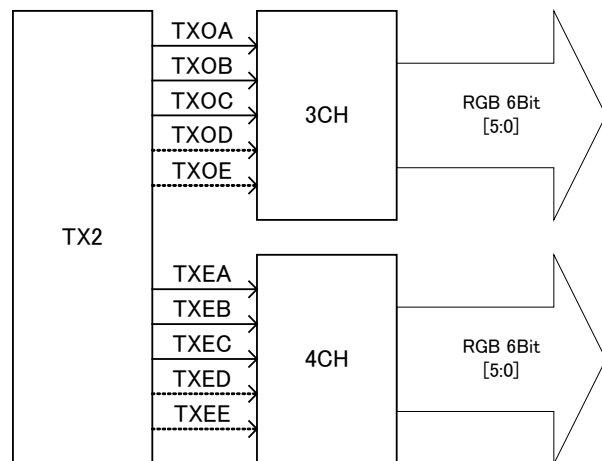 TXOA
TXOB
TXOC
TXOD
TXOE
3CH
RGB 6Bit
[5:0]
TX2
TXEA
TXEB
TXEC
TXED
TXEE
4CH
RGB 6Bit
[5:0]